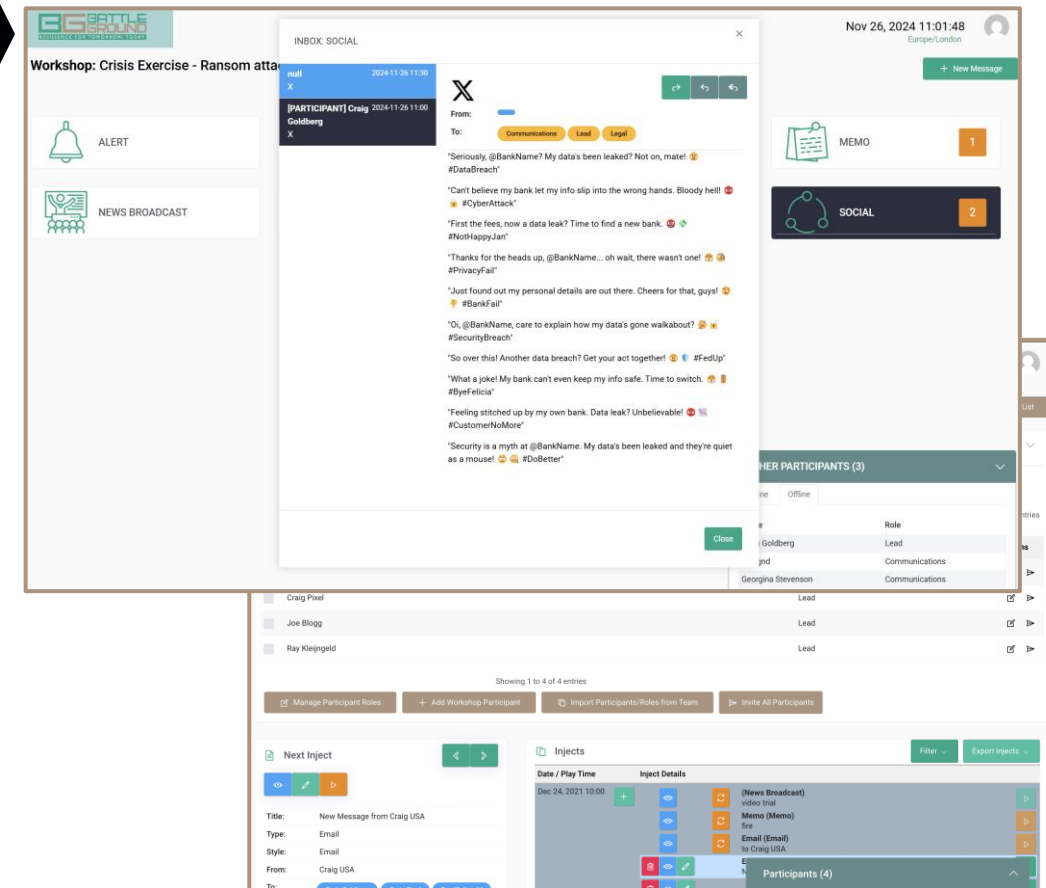 BG BATTLE GROUND
RESILIENCE FOR TOMORROW, TODAY
Nov 26, 2024 11:01:48
Europe/London
Workshop: Crisis Exercise - Ransom atta
+ New Message
ALERT
NEWS BROADCAST
MEMO
1
SOCIAL
2
INBOX: SOCIAL
×
null 2024-11-26 11:30
X
[PARTICIPANT] Craig 2024-11-26 11:00
Goldberg
X
X
From:
To: Communications Lead Legal
"Seriously, @BankName? My data's been leaked? Not on, mate!
#DataBreach"
"Can't believe my bank let my info slip into the wrong hands. Bloody hell!
#CyberAttack"
"First the fees, now a data leak? Time to find a new bank.
#NotHappyJan"
"Thanks for the heads up, @BankName... oh wait, there wasn't one!
#PrivacyFail"
"Just found out my personal details are out there. Cheers for that, guys!
#BankFail"
"Oi, @BankName, care to explain how my data's gone walkabout?
#SecurityBreach"
"So over this! Another data breach? Get your act together! #FedUp"
"What a joke! My bank can't even keep my info safe. Time to switch.
#ByeFelicia"
"Feeling stitched up by my own bank. Data leak? Unbelievable!
#CustomerNoMore"
"Security is a myth at @BankName. My data's been leaked and they're quiet
as a mouse! #DoBetter"
Close
HER PARTICIPANTS (3)
ine Offline
e Role
Goldberg Lead
gnd Communications
Georgina Stevenson Communications
List
ntries
ns
Craig Pixel Lead
Joe Blogg Lead
Ray Kleijngeld Lead
Showing 1 to 4 of 4 entries
Manage Participant Roles
+ Add Workshop Participant
Import Participants/Roles from Team
Invite All Participants
Next Inject
Title: New Message from Craig USA
Type: Email
Style: Email
From: Craig USA
To:
Injects
Filter
Export Injects
Date / Play Time Inject Details
Dec 24, 2021 10:00
+
(News Broadcast)
video trial
Memo (Memo)
fire
Email (Email)
to Craig USA
E
N
Participants (4)